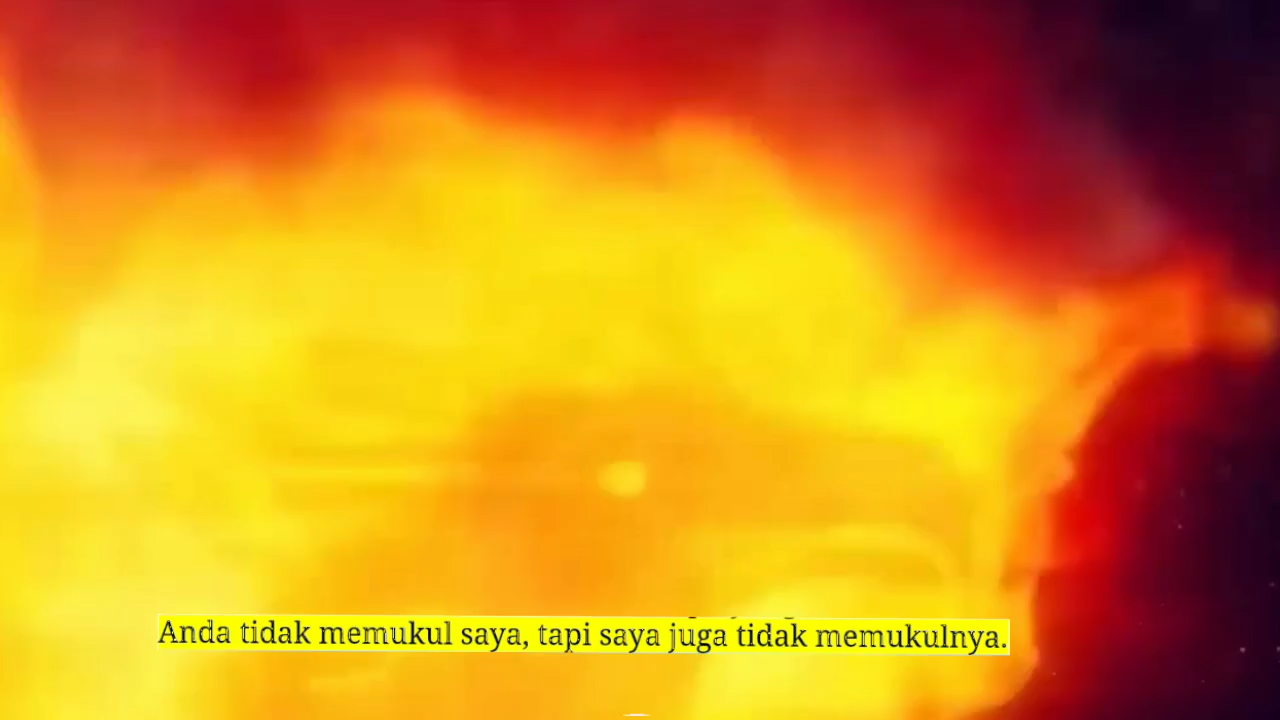 Anda tidak memukul saya, tapi saya juga tidak memukulnya.